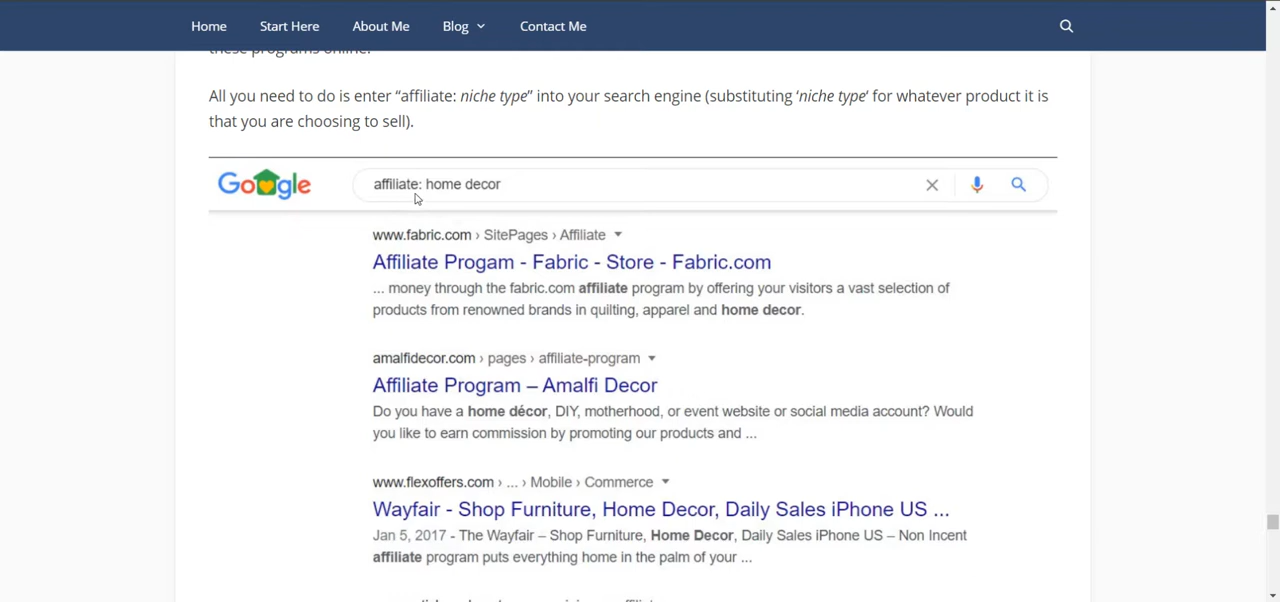 Home Start Here About Me Blog Contact Me
these programs online.
All you need to do is enter “affiliate: niche type” into your search engine (substituting ‘niche type‘ for whatever product it is
that you are choosing to sell).
Google affiliate: home decor
www.fabric.com › SitePages › Affiliate
Affiliate Progam - Fabric - Store - Fabric.com
... money through the fabric.com affiliate program by offering your visitors a vast selection of
products from renowned brands in quilting, apparel and home decor.
amalfidecor.com › pages › affiliate-program
Affiliate Program – Amalfi Decor
Do you have a home décor, DIY, motherhood, or event website or social media account? Would
you like to earn commission by promoting our products and ...
www.flexoffers.com › ... › Mobile › Commerce
Wayfair - Shop Furniture, Home Decor, Daily Sales iPhone US ...
Jan 5, 2017 - The Wayfair – Shop Furniture, Home Decor, Daily Sales iPhone US – Non Incent
affiliate program puts everything home in the palm of your ...